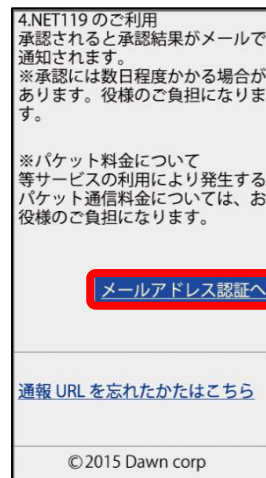 4.NET119 のご利用
承認されると承認結果がメールで
通知されます。
※承認には数日程度かかる場合が
あります。役様のご負担になりま
す。
※パケット料金について
等サービスの利用により発生する
パケット通信料金については、お
役様のご負担になります。
メールアドレス認証へ
通報 URL を忘れたかたはこちら
©2015 Dawn corp